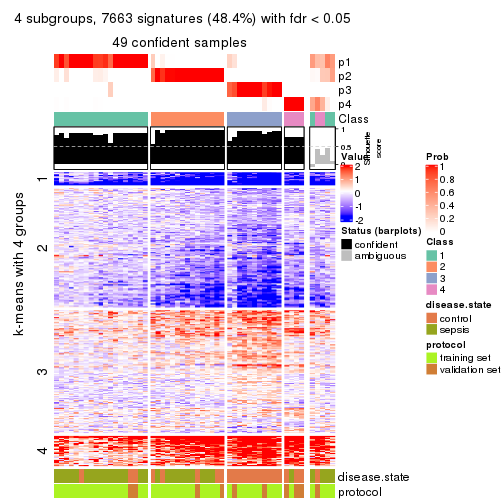 4 subgroups, 7663 signatures (48.4%) with fdr < 0.05
49 confident samples
p1
p2
p3
p4
Class
1
0.5
0
Silhouette
score
k-means with 4 groups
1
2
3
4
disease.state
protocol
Value
2
1
0
-1
-2
Status (barplots)
confident
ambiguous
Prob
1
0.8
0.6
0.4
0.2
0
Class
1
2
3
4
disease.state
control
sepsis
protocol
training set
validation set